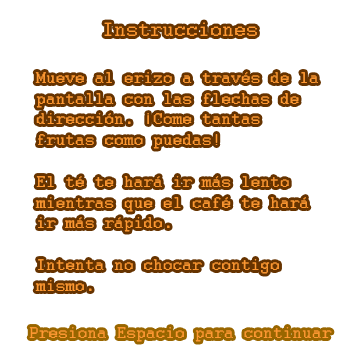 Instrucciones
Mueve al erizo a través de la
pantalla con las flechas de
dirección. ¡Come tantas
frutas como puedas!
El té te hará ir más lento
mientras que el café te hará
ir más rápido.
Intenta no chocar contigo
mismo.
Presiona Espacio para continuar